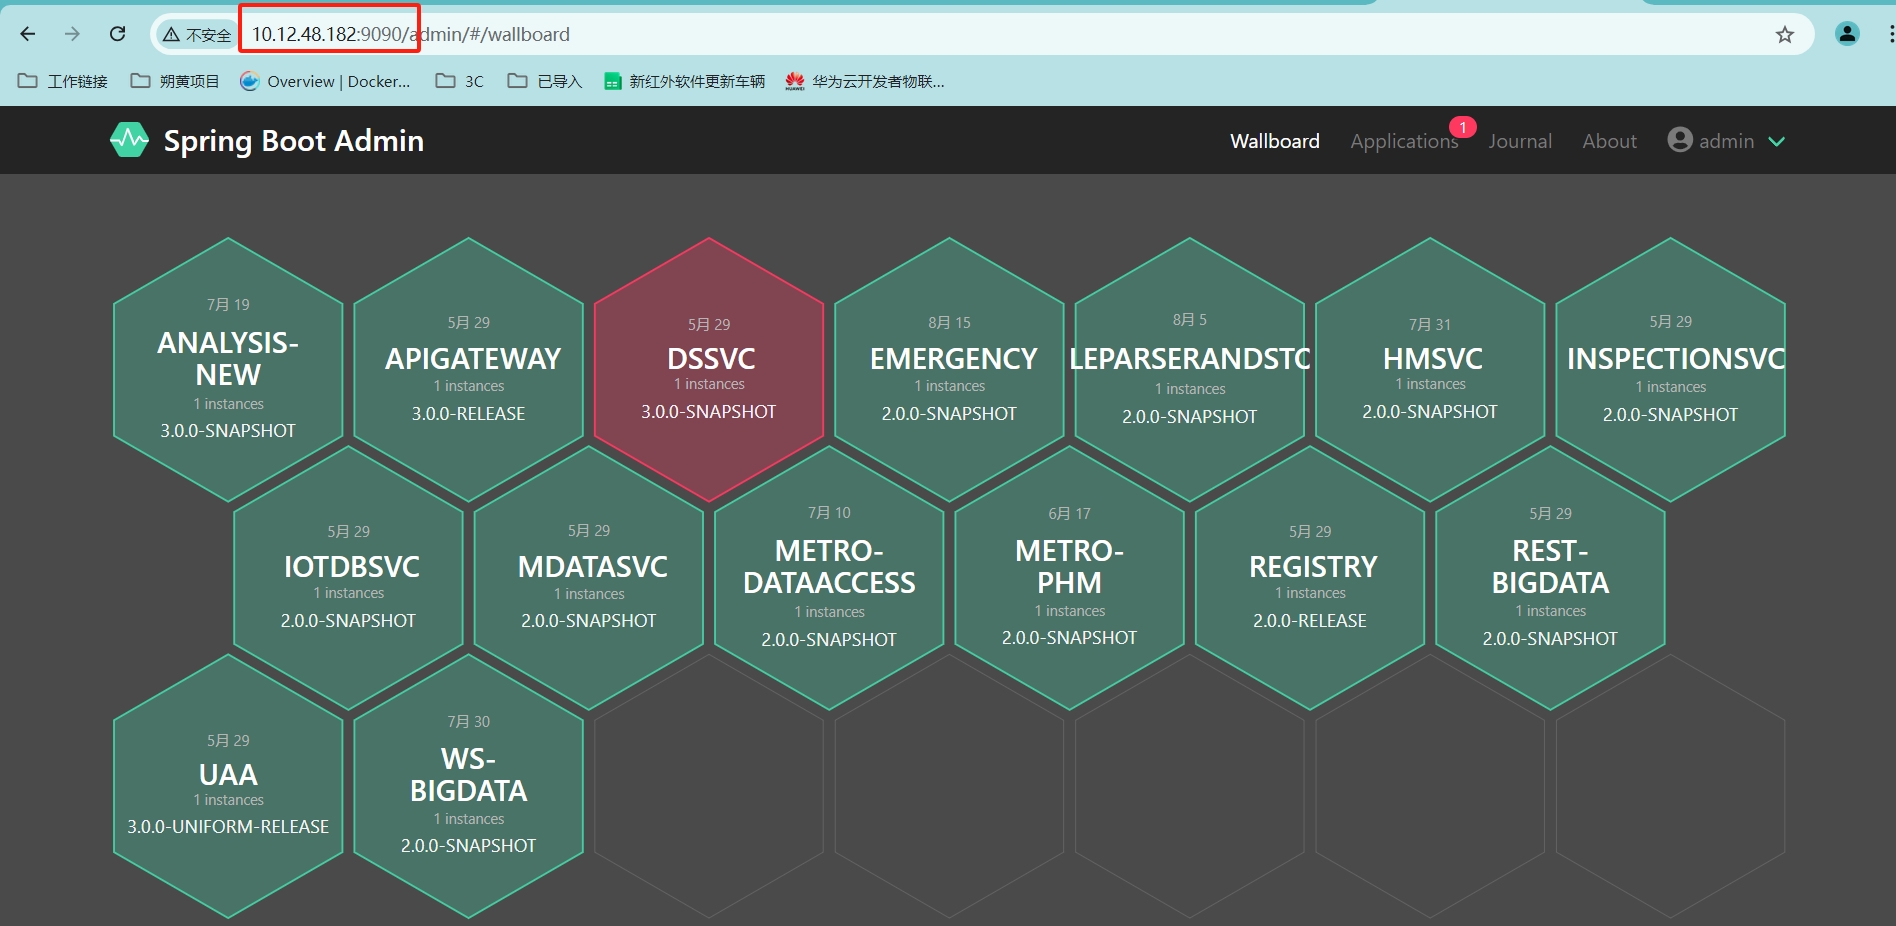 不安全 10.12.48.182:9090/admin/#/wallboard
工作链接 朔黄项目 Overview | Docker... 3C 已导入 新红外软件更新车辆 HUAWEI 华为云开发者物联...
Spring Boot Admin Wallboard Applications 1 Journal About admin
7月 19
ANALYSIS-
NEW
1 instances
3.0.0-SNAPSHOT
5月 29
APIGATEWAY
1 instances
3.0.0-RELEASE
5月 29
DSSVC
1 instances
3.0.0-SNAPSHOT
8月 15
EMERGENCY
1 instances
2.0.0-SNAPSHOT
8月 5
LEPARSERANDSTO
1 instances
2.0.0-SNAPSHOT
7月 31
HMSVC
1 instances
2.0.0-SNAPSHOT
5月 29
INSPECTIONSVC
1 instances
2.0.0-SNAPSHOT
5月 29
IOTDBSVC
1 instances
2.0.0-SNAPSHOT
5月 29
MDATASVC
1 instances
2.0.0-SNAPSHOT
7月 10
METRO-
DATAACCESS
1 instances
2.0.0-SNAPSHOT
6月 17
METRO-
PHM
1 instances
2.0.0-SNAPSHOT
5月 29
REGISTRY
1 instances
2.0.0-RELEASE
5月 29
REST-
BIGDATA
1 instances
2.0.0-SNAPSHOT
5月 29
UAA
1 instances
3.0.0-UNIFORM-RELEASE
7月 30
WS-
BIGDATA
1 instances
2.0.0-SNAPSHOT